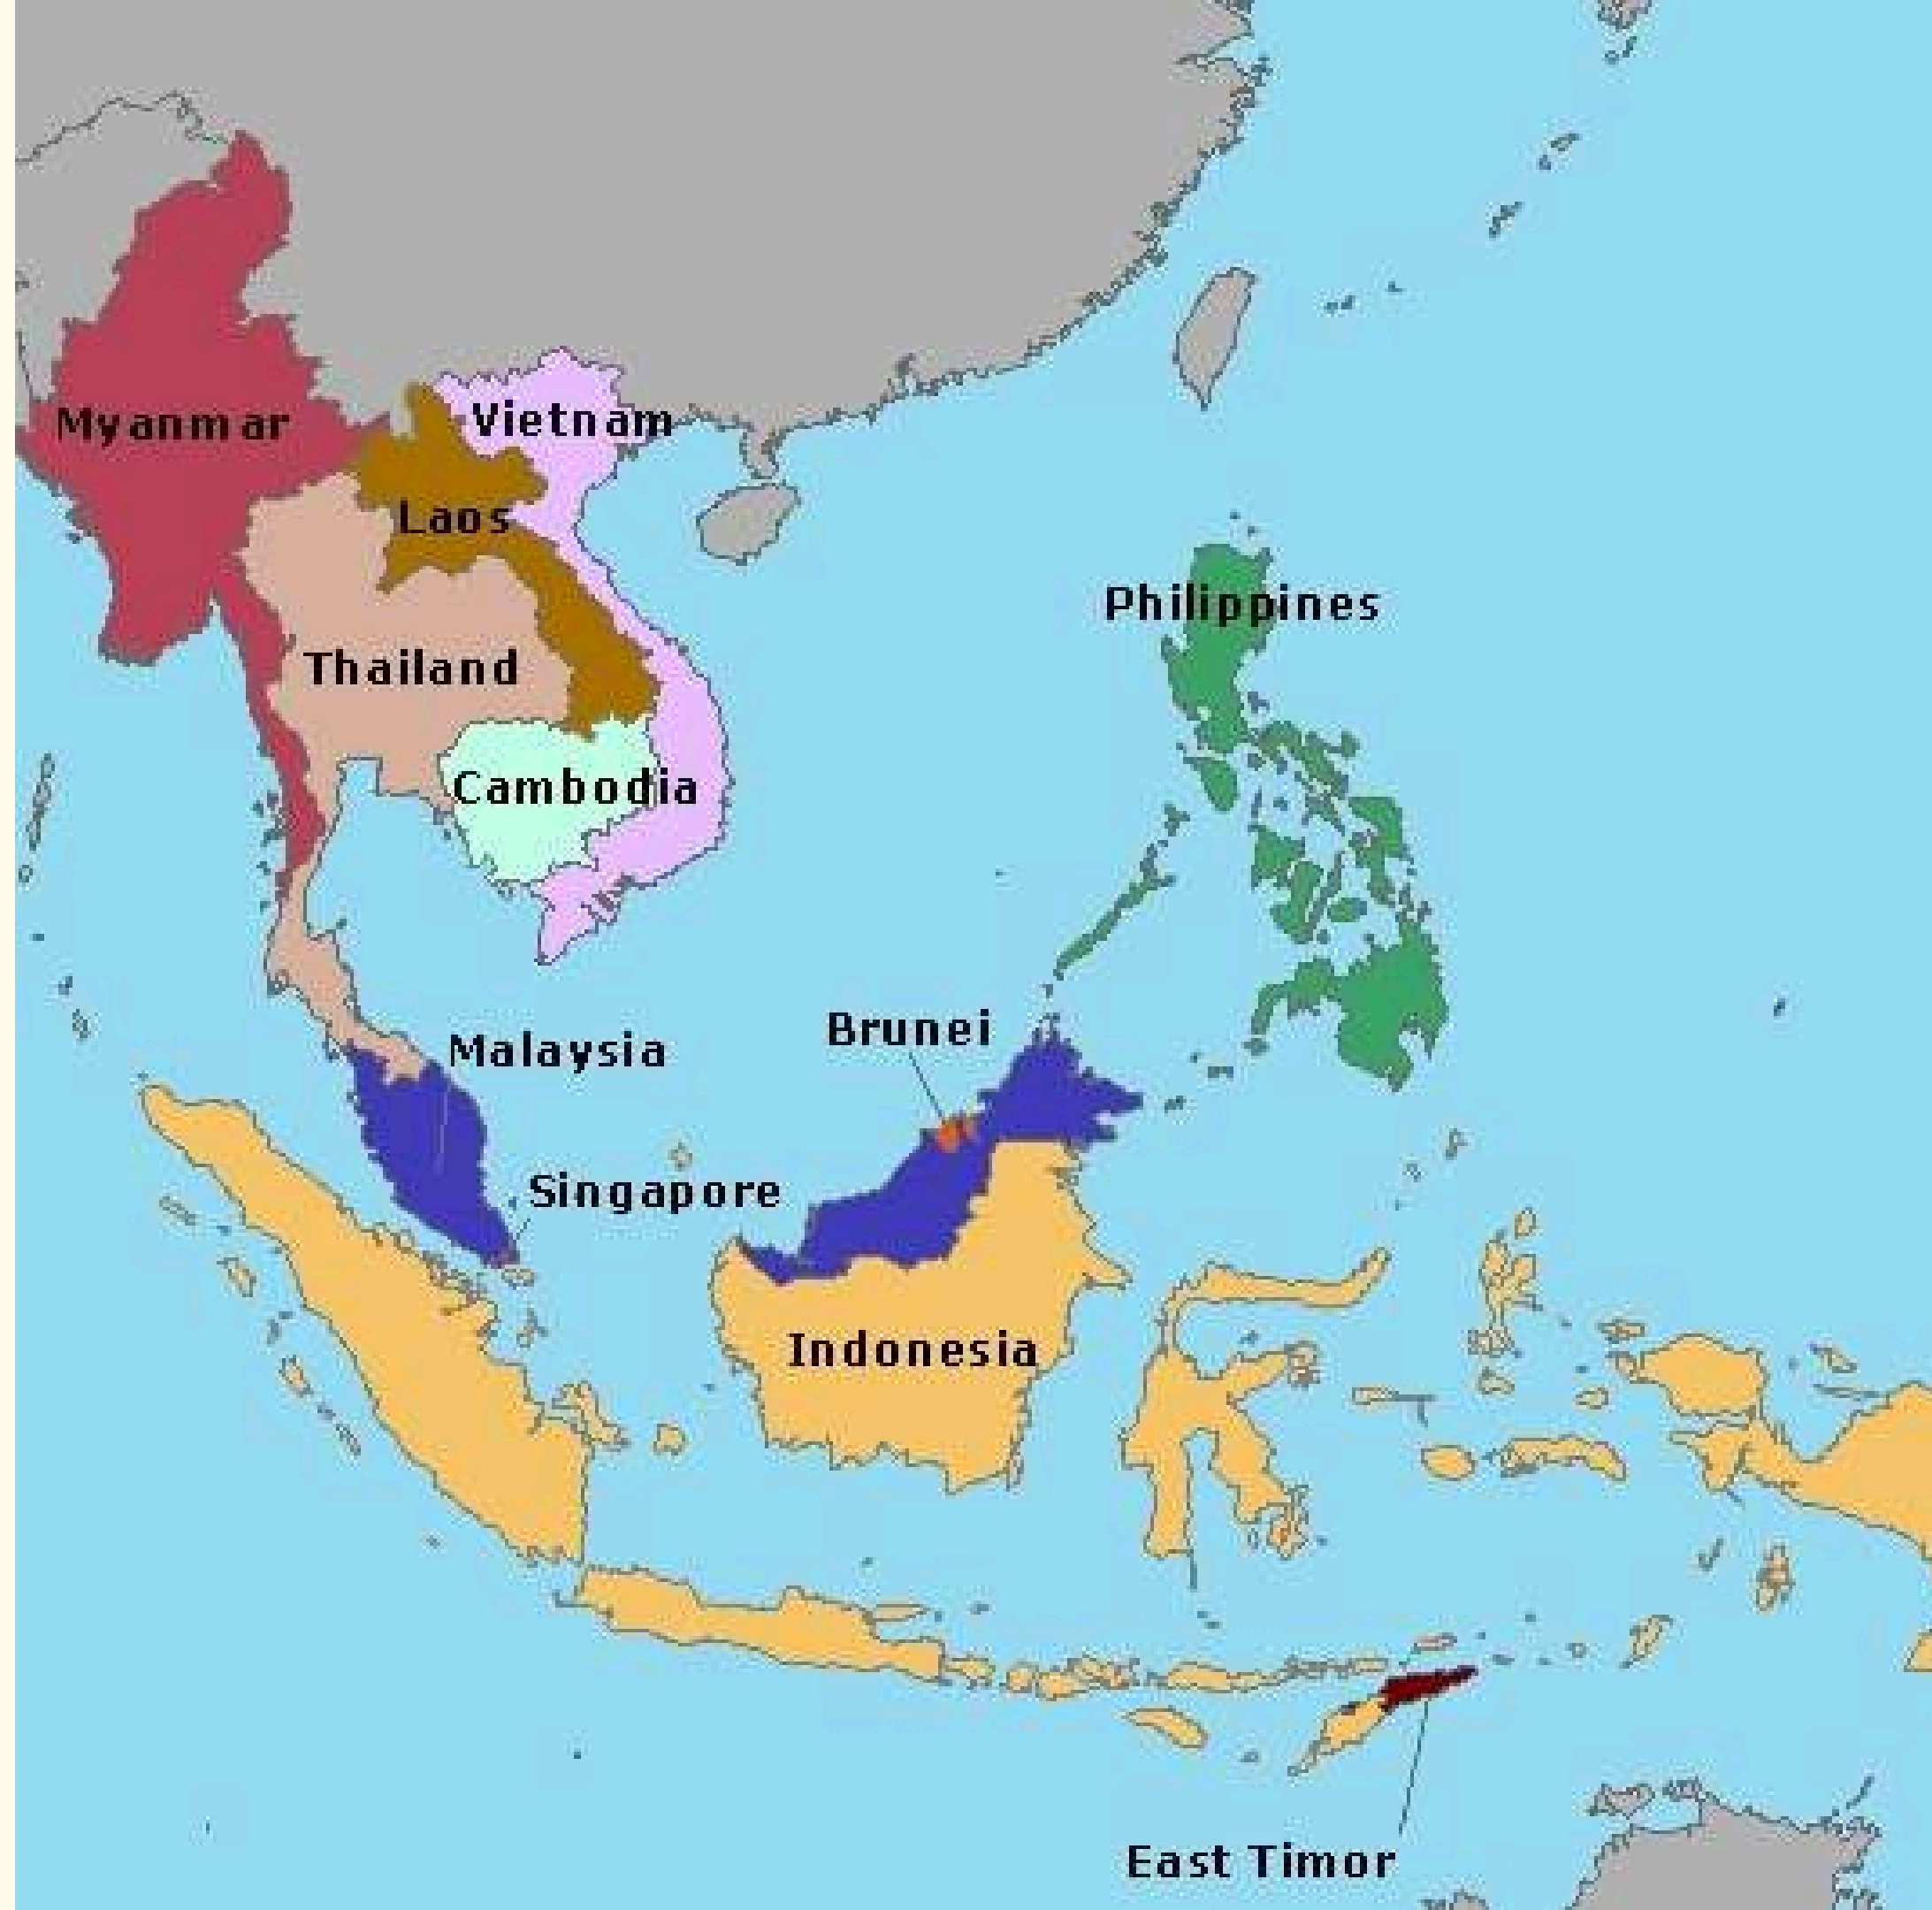 Myanmar
Vietnam
Laos
Philippines
Thailand
Cambodia
Brunei
Malaysia
Singapore
Indonesia
East Timor